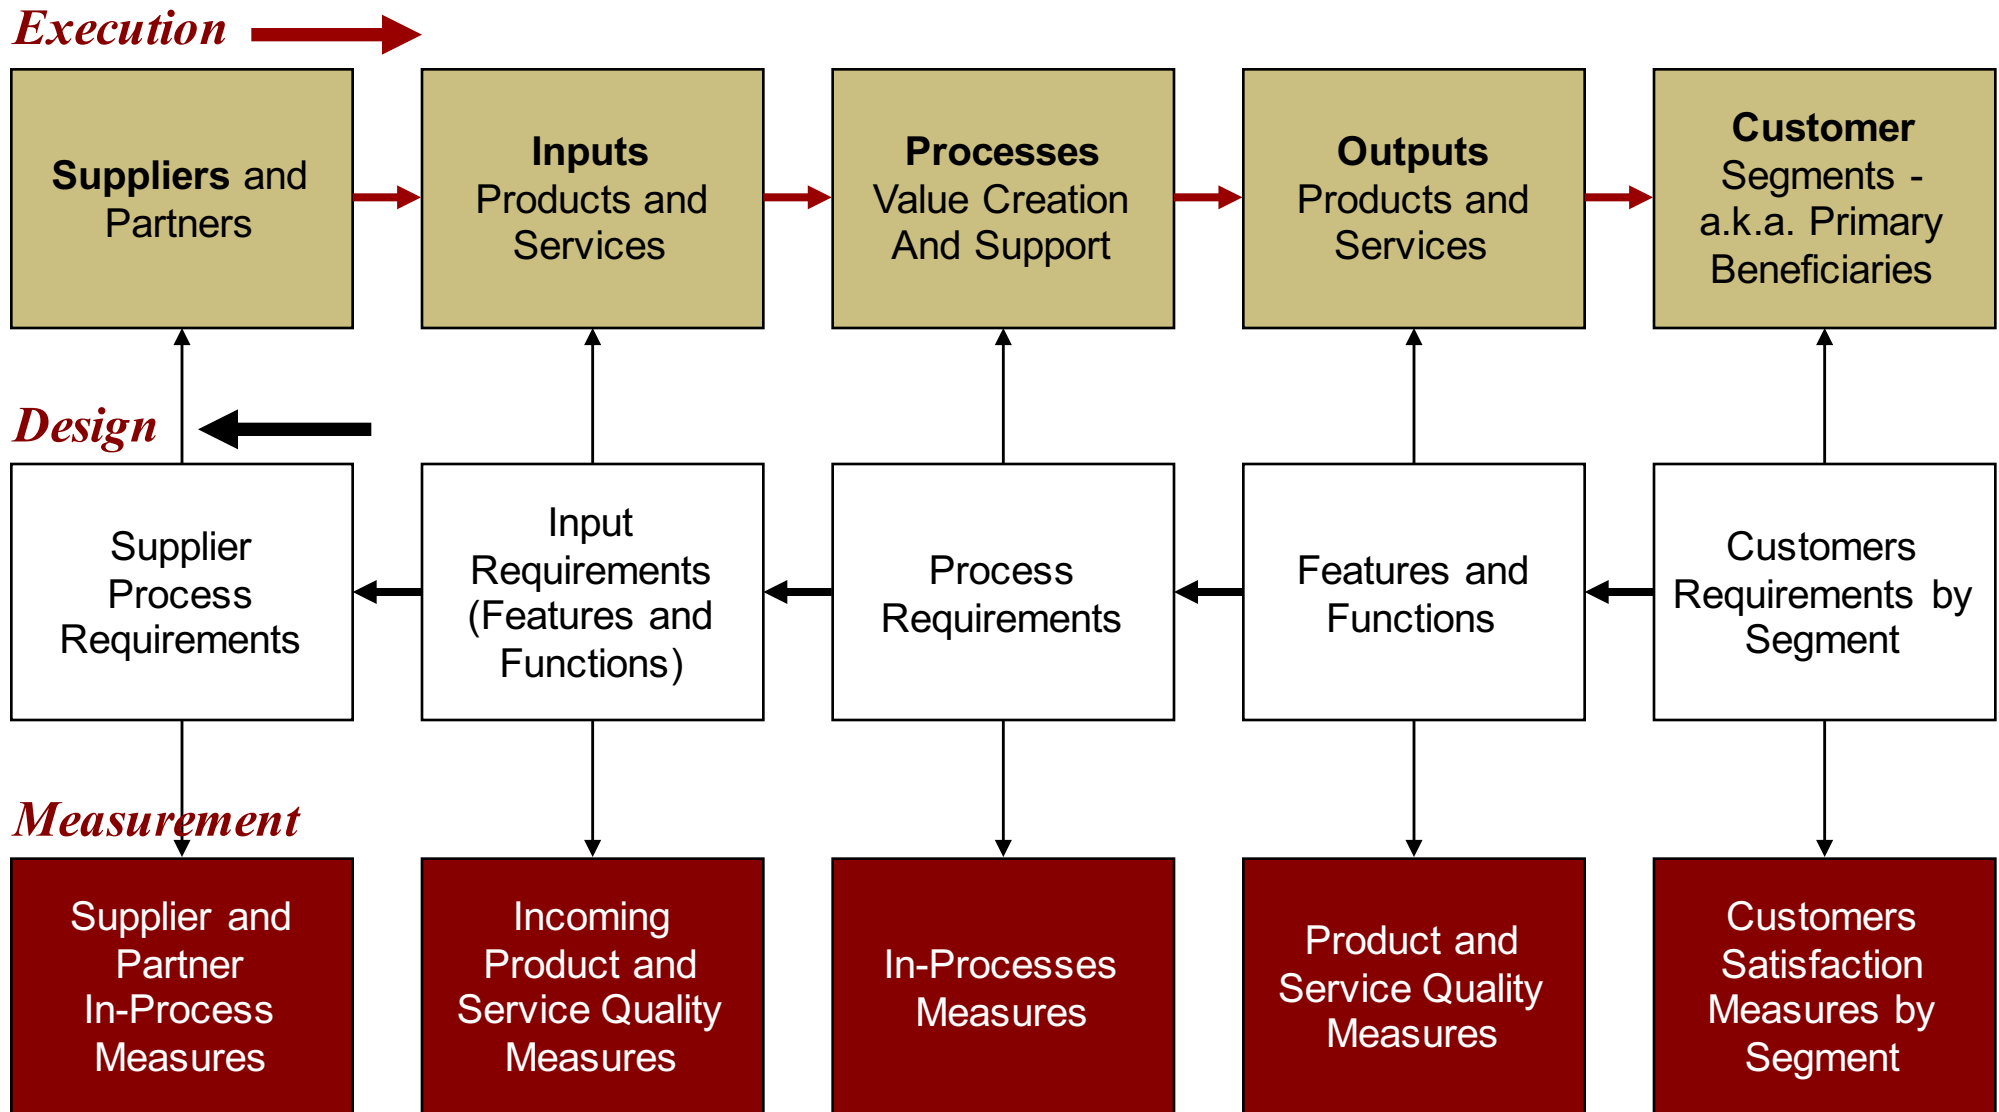 Execution
Suppliers and
Partners
Inputs
Products and
Services
Processes
Value Creation
And Support
Outputs
Products and
Services
Customer
Segments -
a.k.a. Primary
Beneficiaries
Design
Supplier
Process
Requirements
Input
Requirements
(Features and
Functions)
Process
Requirements
Features and
Functions
Customers
Requirements by
Segment
Measurement
Supplier and
Partner
In-Process
Measures
Incoming
Product and
Service Quality
Measures
In-Processes
Measures
Product and
Service Quality
Measures
Customers
Satisfaction
Measures by
Segment